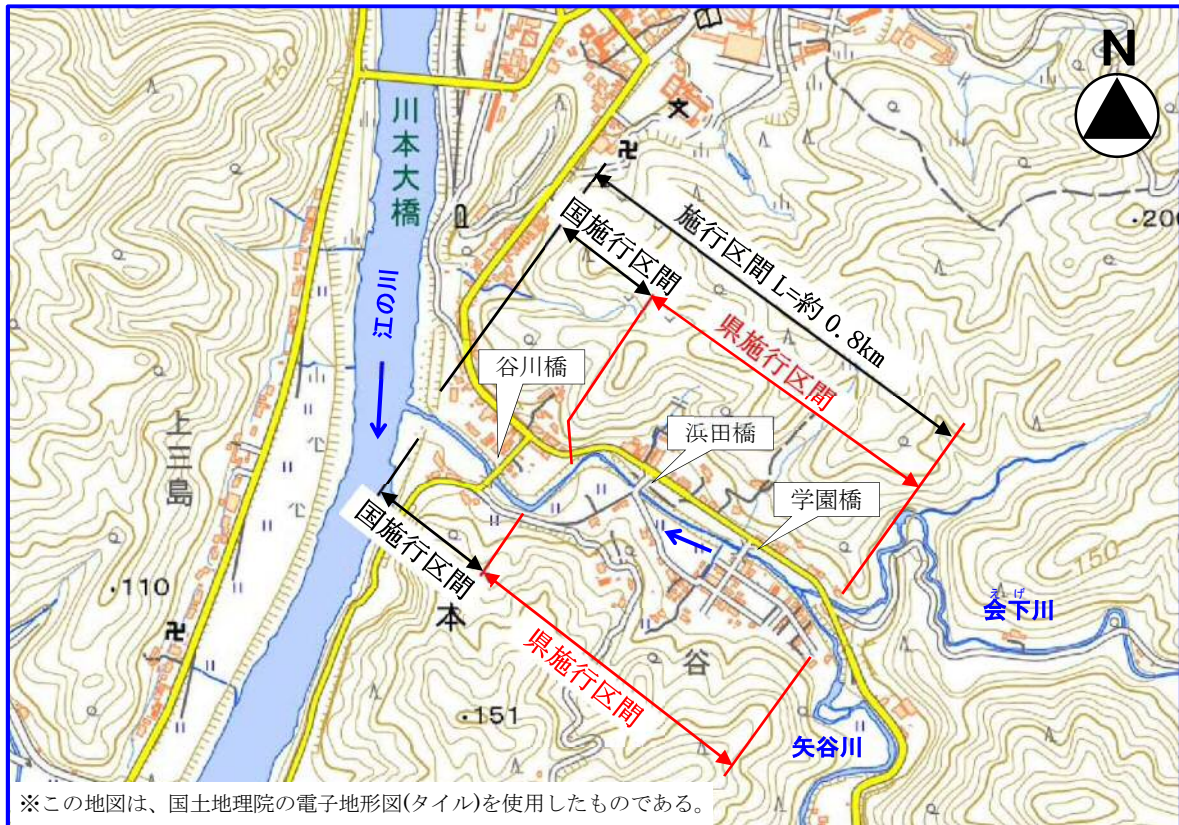 N
川本大橋
江の川
上三島
国施行区間
施行区間 L=約 0.8km
県施行区間
谷川橋
浜田橋
学園橋
国施行区間
県施行区間
本
谷
えげ
会下川
矢谷川
150
200
150
・110
・151
※この地図は、国土地理院の電子地形図(タイル)を使用したものである。